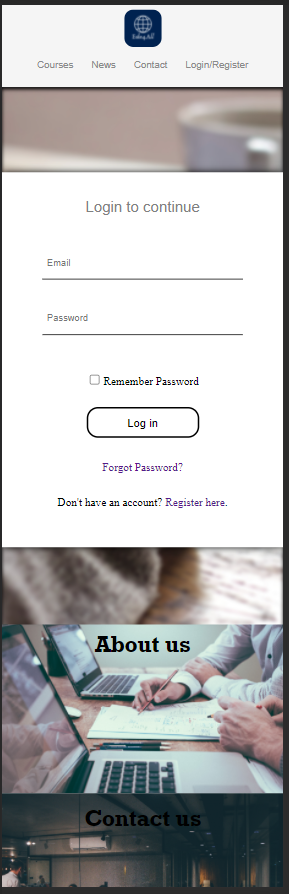 Courses News Contact Login/Register
Login to continue
Email
Password
Remember Password
Log in
Forgot Password?
Don't have an account? Register here.
About us
Contact us